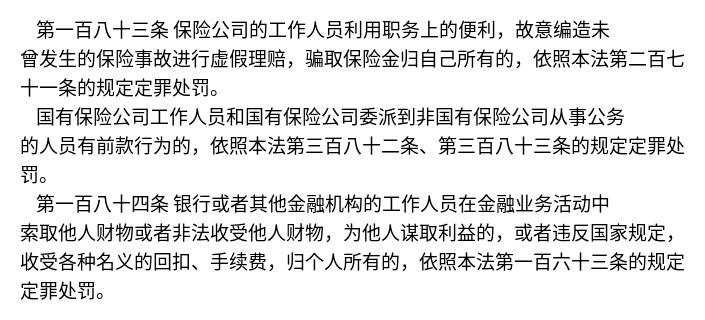 第一百八十三条 保险公司的工作人员利用职务上的便利，故意编造未
曾发生的保险事故进行虚假理赔，骗取保险金归自己所有的，依照本法第二百七
十一条的规定定罪处罚。
国有保险公司工作人员和国有保险公司委派到非国有保险公司从事公务
的人员有前款行为的，依照本法第三百八十二条、第三百八十三条的规定定罪处
罚。
第一百八十四条 银行或者其他金融机构的工作人员在金融业务活动中
索取他人财物或者非法收受他人财物，为他人谋取利益的，或者违反国家规定，
收受各种名义的回扣、手续费，归个人所有的，依照本法第一百六十三条的规定
定罪处罚。